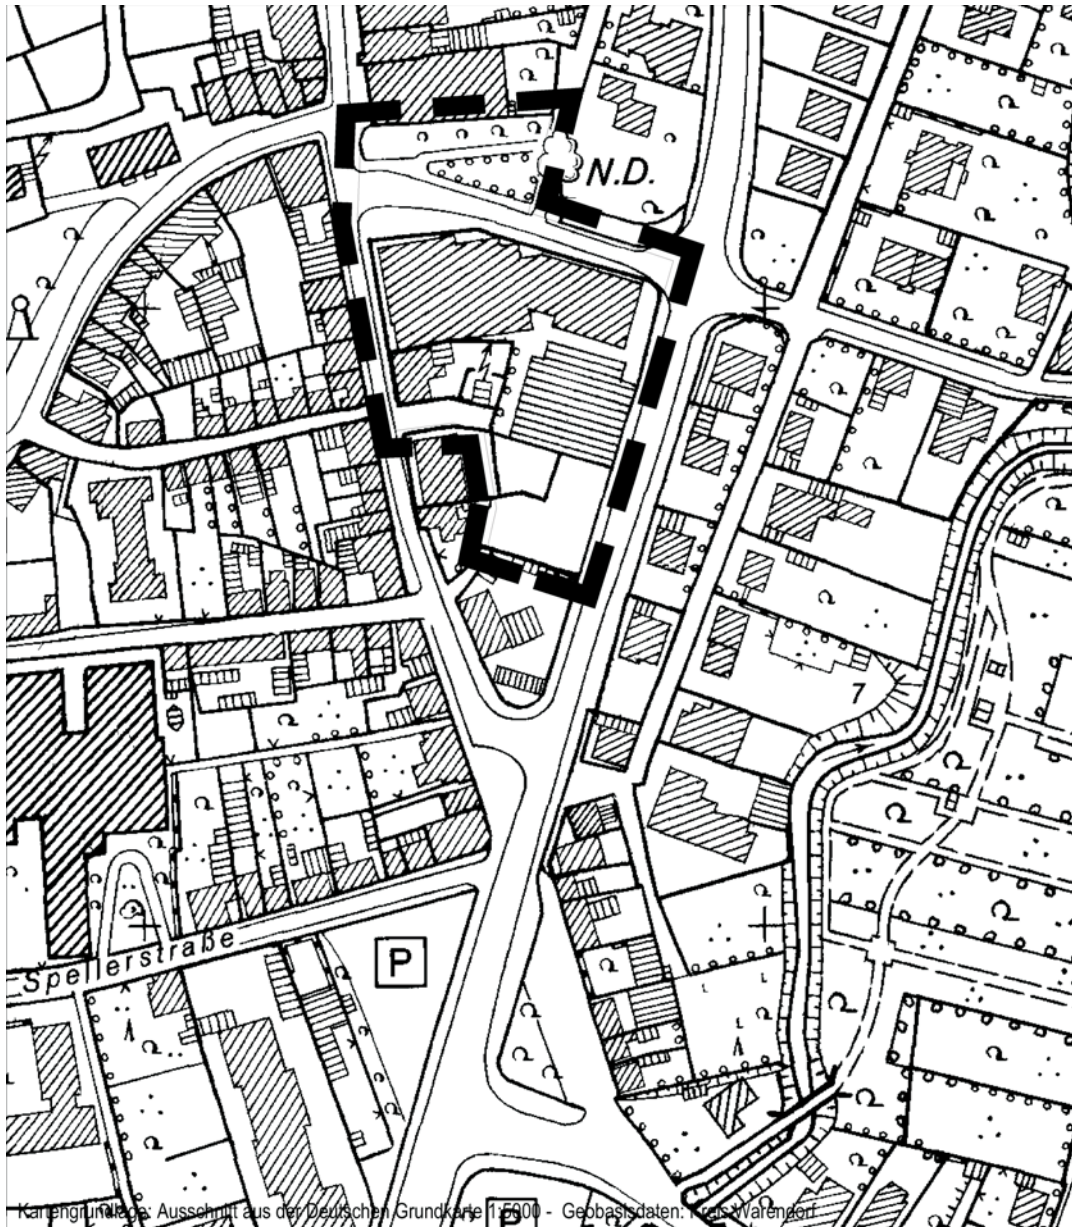 N.D.
7
P
Spellerstraße
P
Kartengrundlage: Ausschnitt aus der Deutschen Grundkarte 1:5000 - Geobasisdaten: Kreis Warendorf